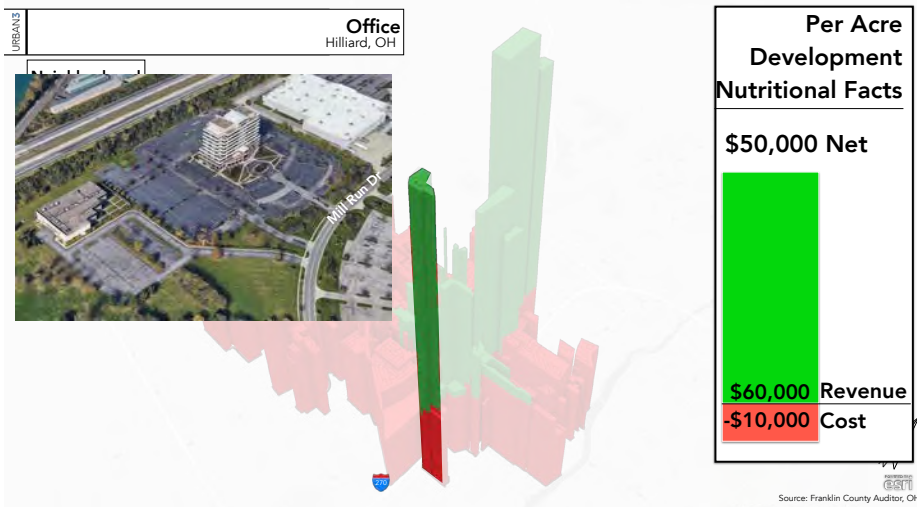 URBAN3
Office
Hilliard, OH
Mill Run Dr
270
Per Acre
Development
Nutritional Facts
$50,000 Net
$60,000 Revenue
-$10,000 Cost
esri
Source: Franklin County Auditor, OH